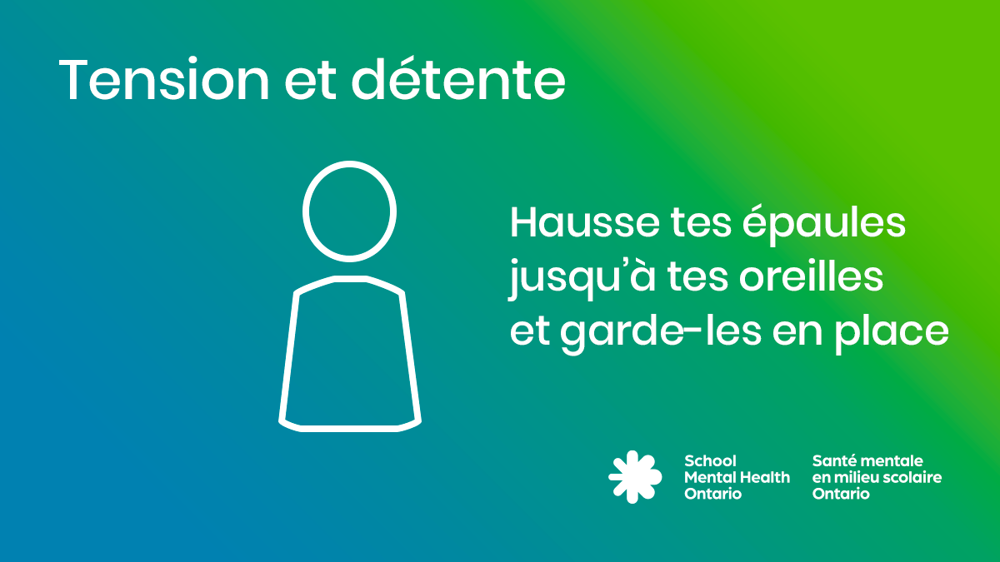 Tension et détente
Hausse tes épaules
jusqu’à tes oreilles
et garde-les en place
School
Mental Health
Ontario
Santé mentale
en milieu scolaire
Ontario